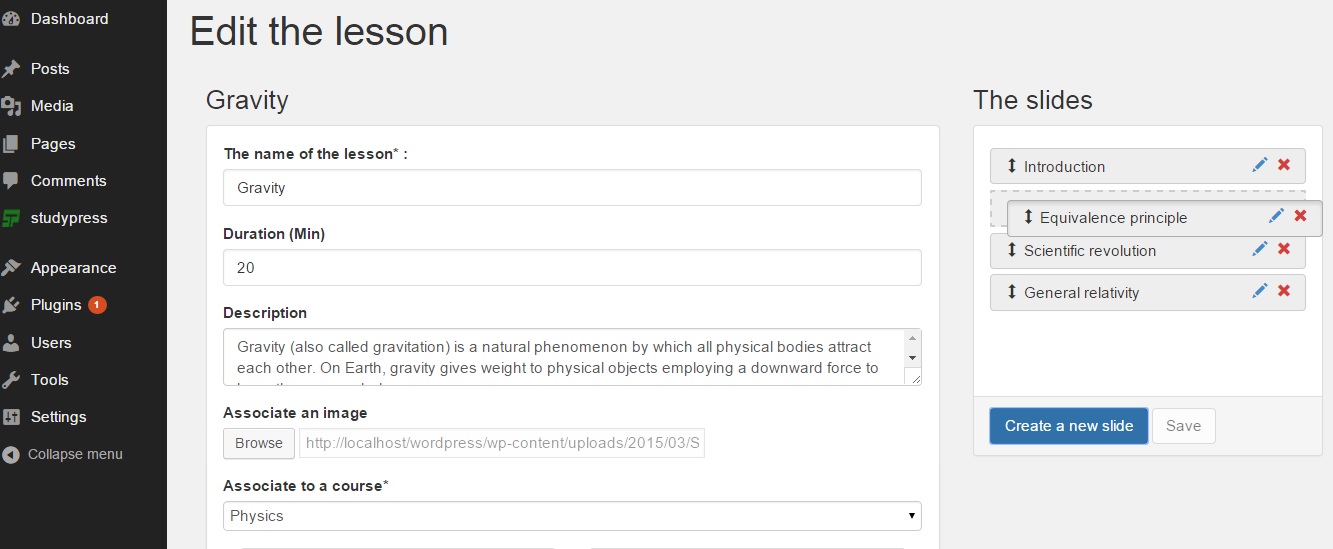 Dashboard
Posts
Media
Pages
Comments
studypress
Appearance
Plugins 1
Users
Tools
Settings
Collapse menu
Edit the lesson
Gravity
The name of the lesson* :
Gravity
Duration (Min)
20
Description
Gravity (also called gravitation) is a natural phenomenon by which all physical bodies attract
each other. On Earth, gravity gives weight to physical objects employing a downward force to
Associate an image
Browse http://localhost/wordpress/wp-content/uploads/2015/03/S
Associate to a course*
Physics
The slides
Introduction
Equivalence principle
Scientific revolution
General relativity
Create a new slide Save